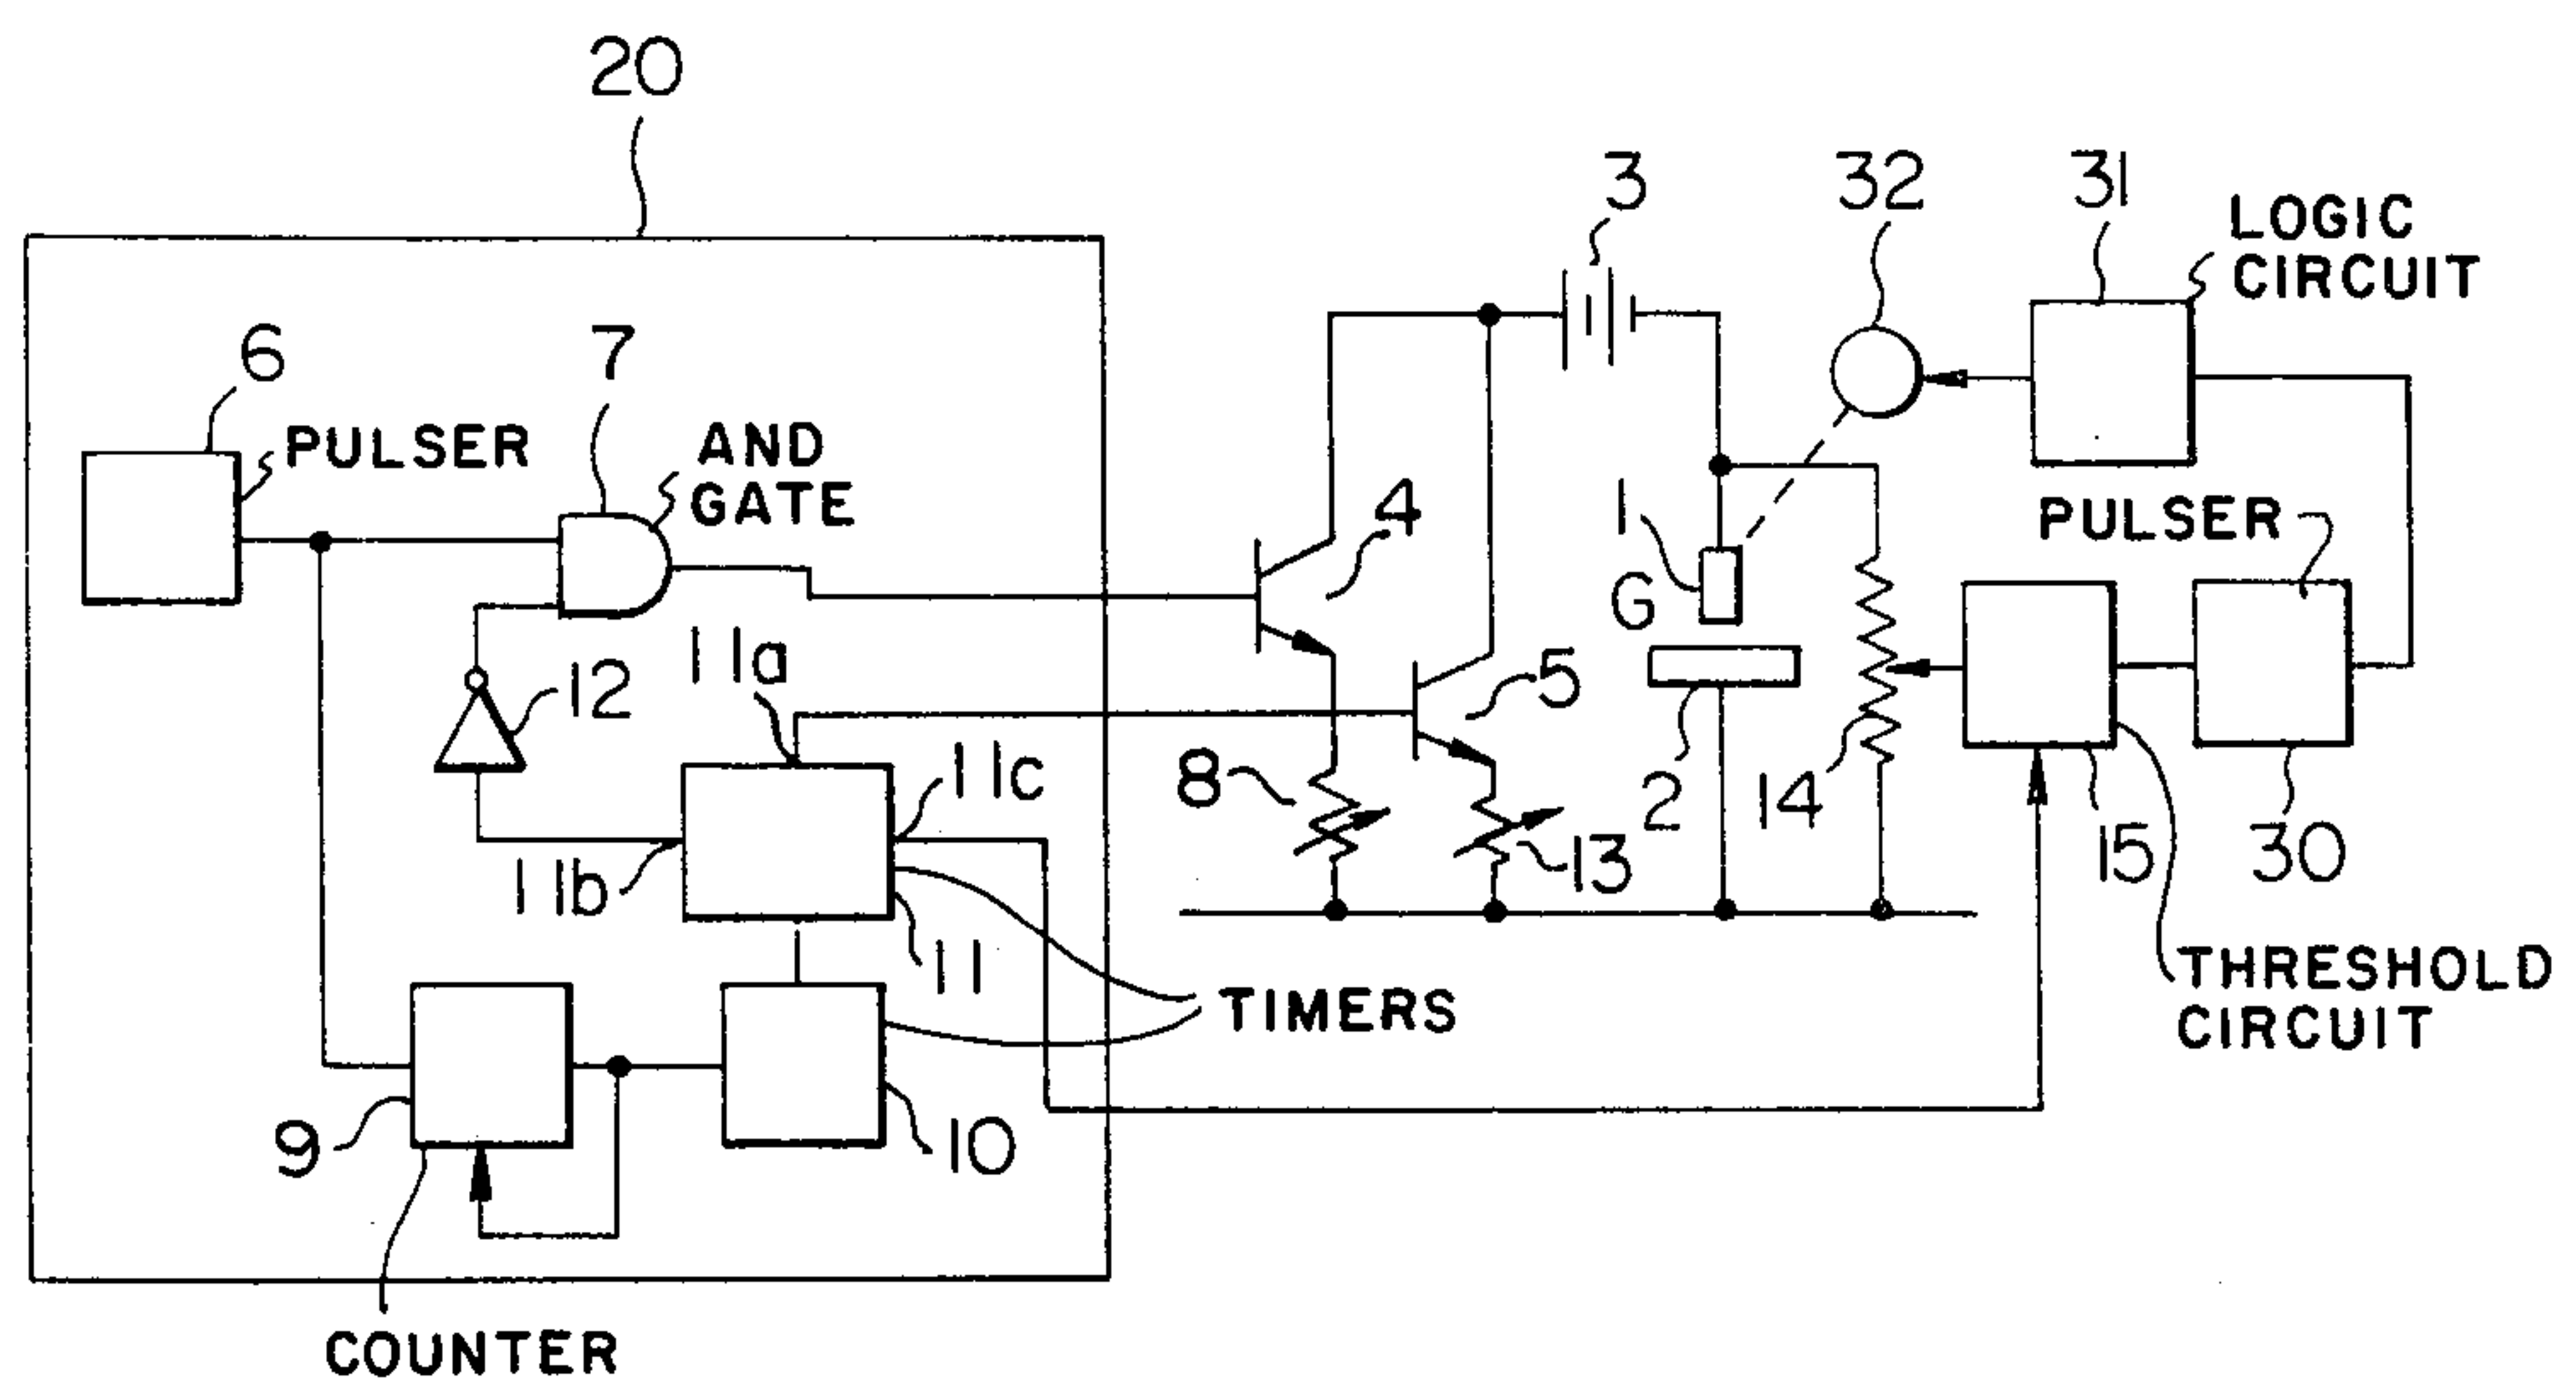 20
3
32
31
LOGIC
CIRCUIT
6
PULSER
7
AND
GATE
4
1
G
PULSER
11a
12
5
8
2
14
11c
13
15
30
11b
11
TIMERS
THRESHOLD
CIRCUIT
9
10
COUNTER